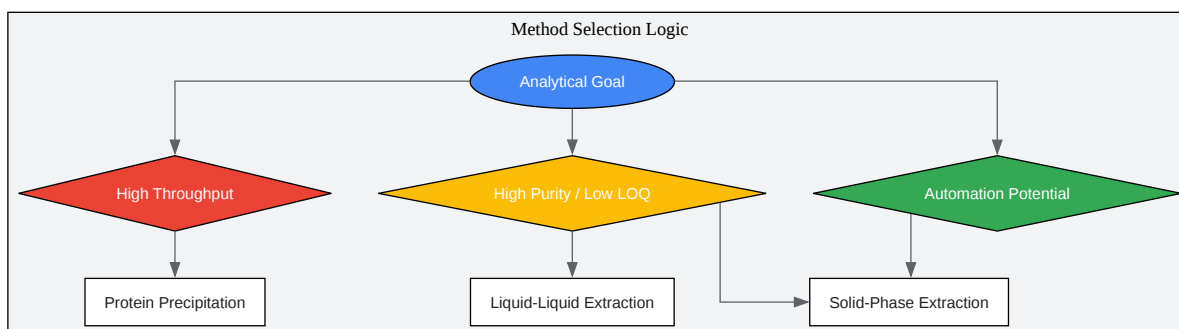 Method Selection Logic
Analytical Goal
High Throughput
High Purity / Low LOQ
Automation Potential
Protein Precipitation
Liquid-Liquid Extraction
Solid-Phase Extraction